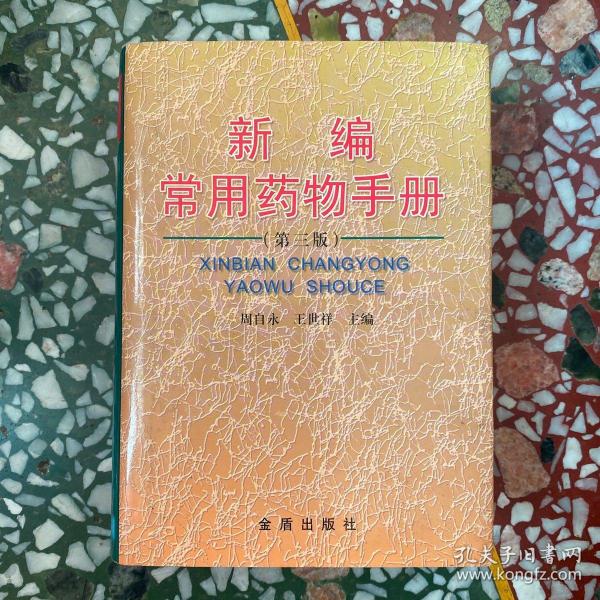 新 编
常用药物手册
（第三版）
XINBIAN CHANGYONG
YAOWU SHOUCE
周自永 王世祥 主编
金盾出版社
孔夫子旧书网
www.kongfz.com